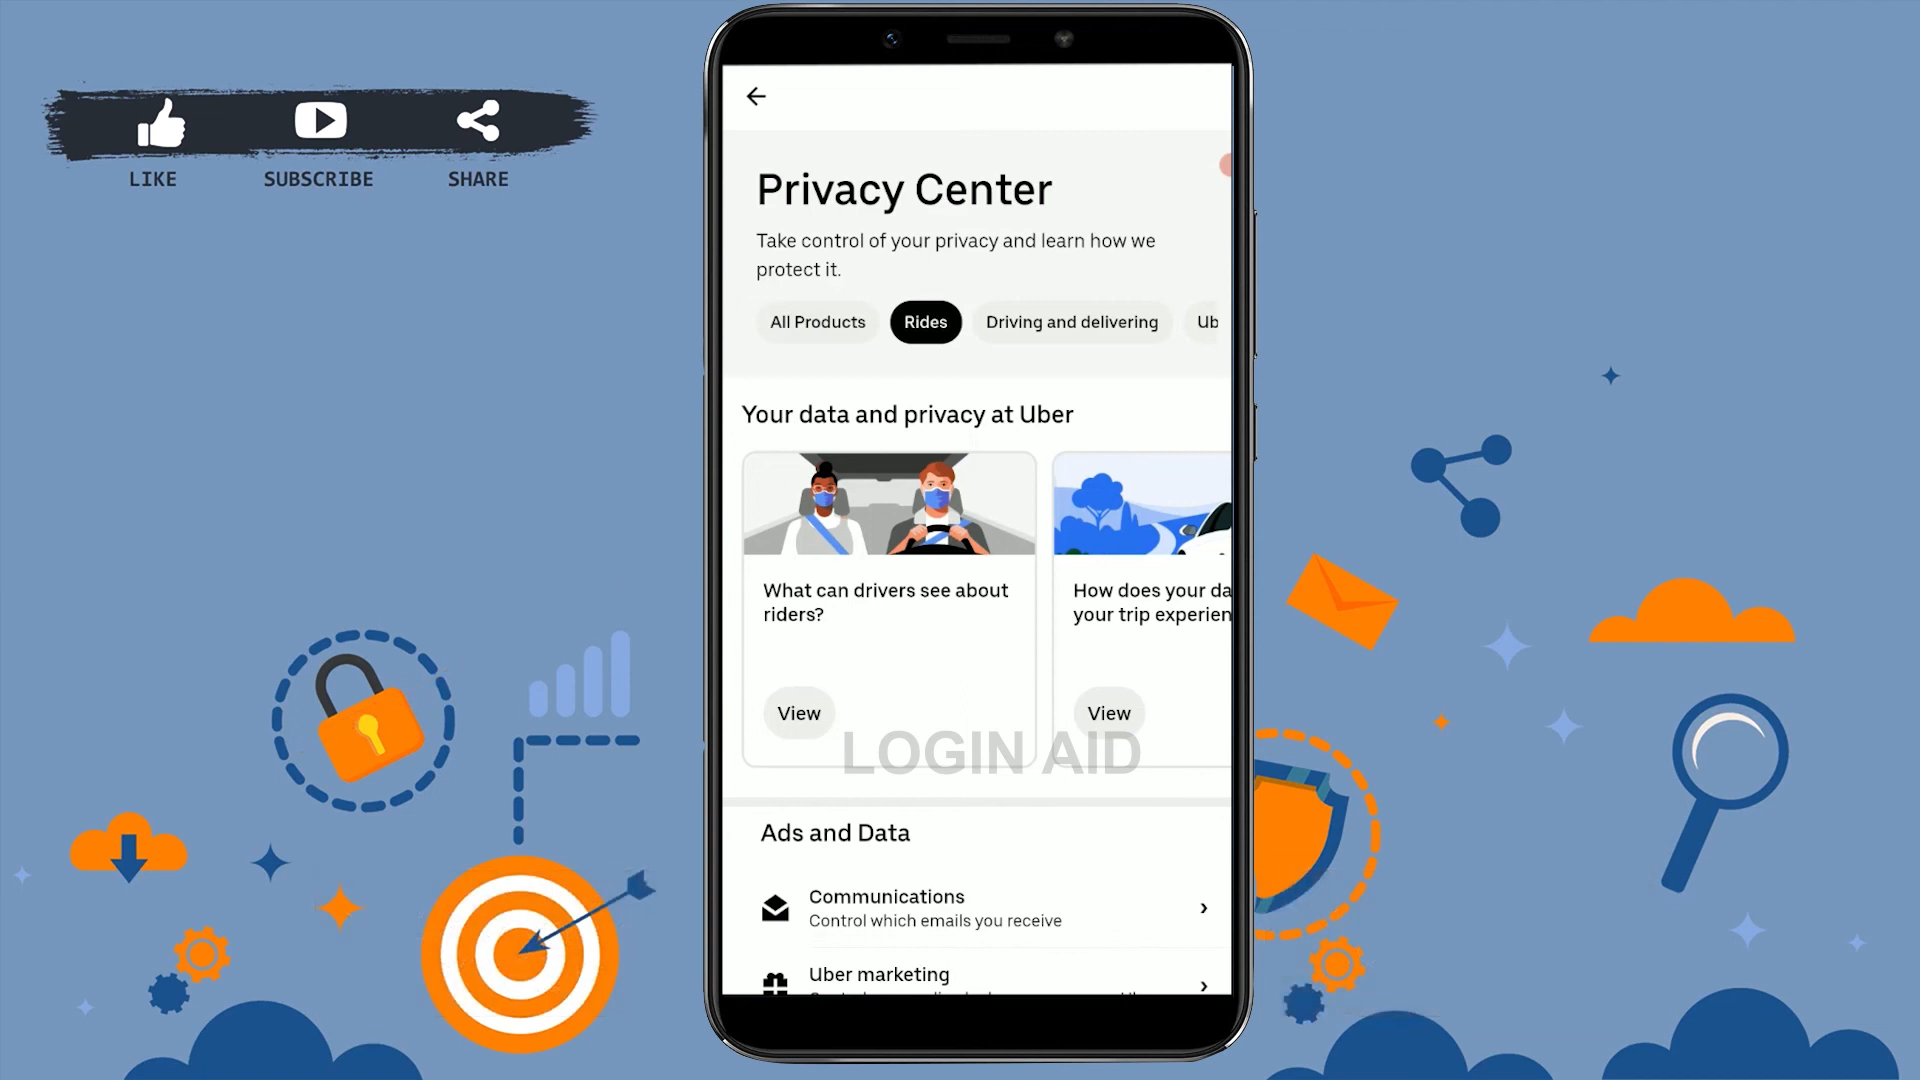 LIKE
SUBSCRIBE
SHARE
Privacy Center
Take control of your privacy and learn how we
protect it.
All Products
Rides
Driving and delivering
Ub
Your data and privacy at Uber
What can drivers see about
riders?
View
How does your da
your trip experien
View
LOGIN AID
Ads and Data
Communications
Control which emails you receive
Uber marketing